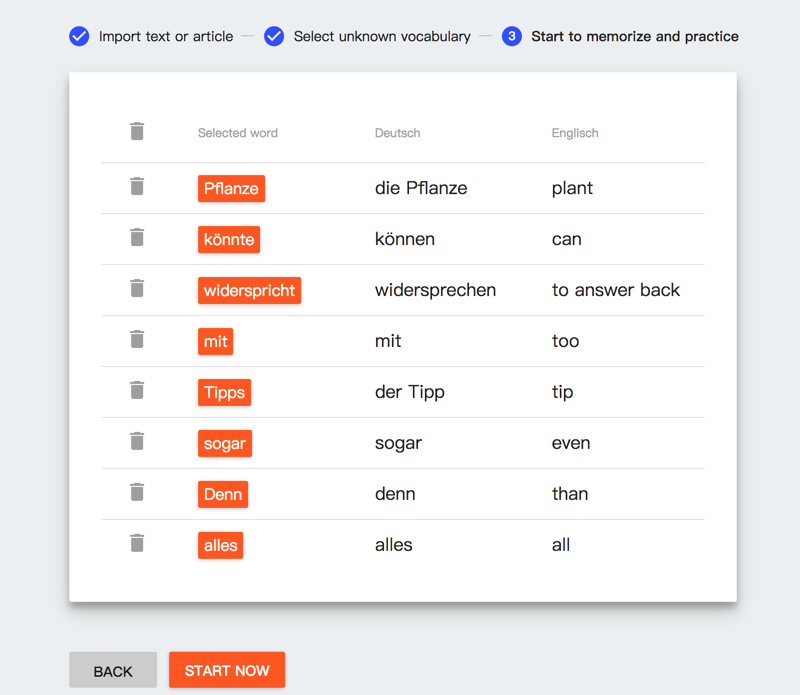 Import text or article Select unknown vocabulary 3 Start to memorize and practice
Selected word Deutsch Englisch
Pflanze die Pflanze plant
könnte können can
widerspricht widersprechen to answer back
mit mit too
Tipps der Tipp tip
sogar sogar even
Denn denn than
alles alles all
BACK START NOW